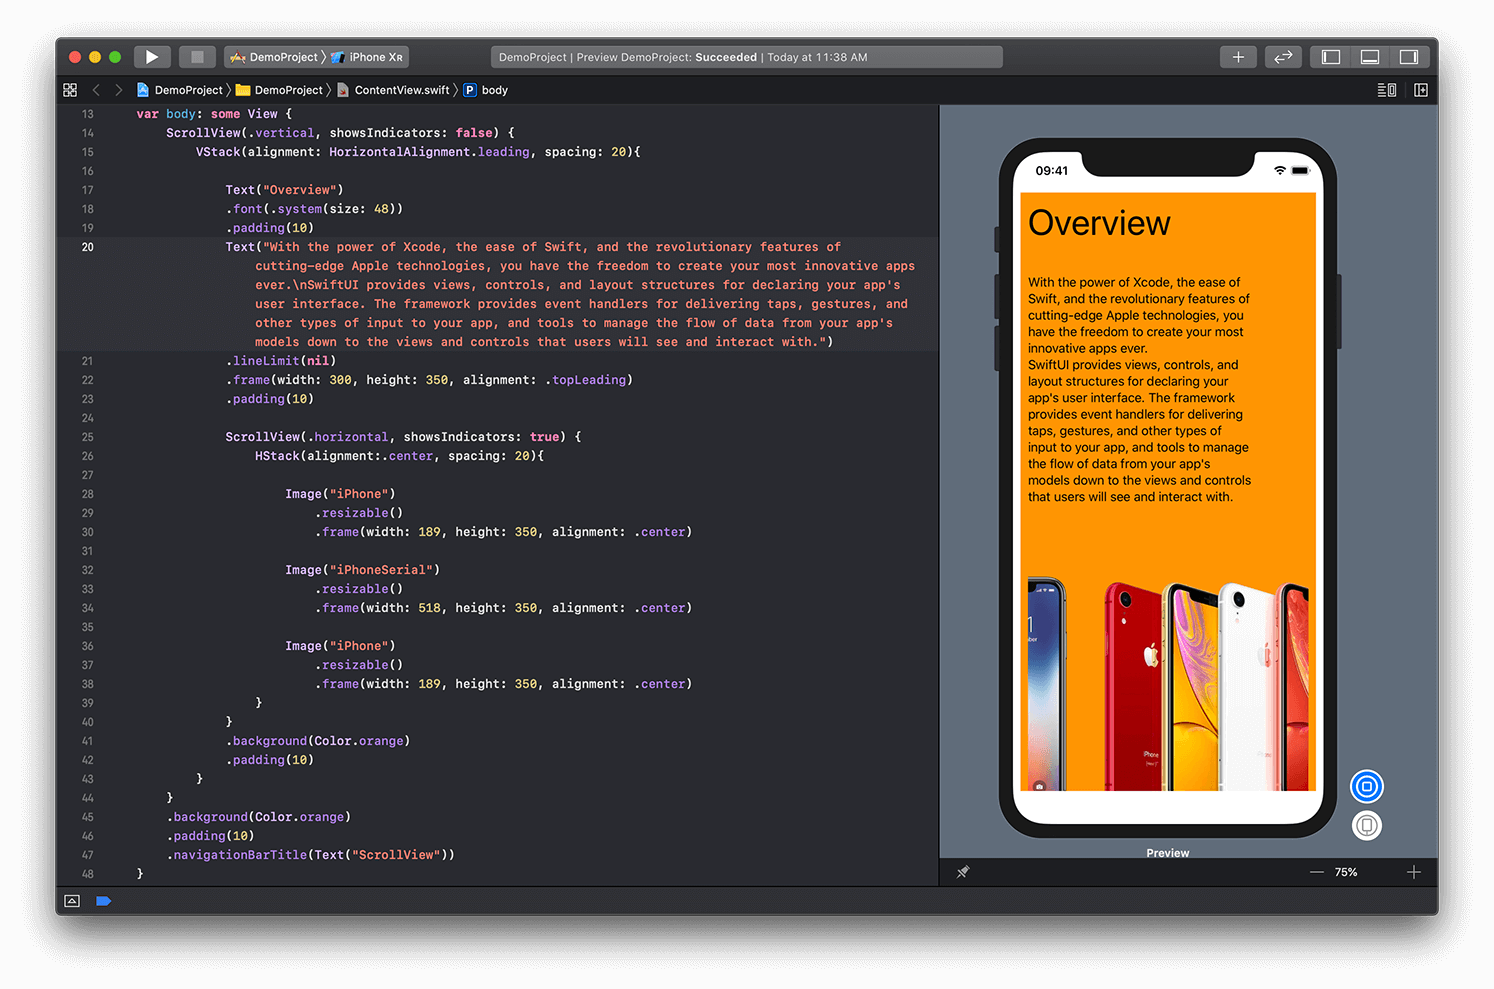 DemoProject 〉 iPhone XR
DemoProject | Preview DemoProject: Succeeded | Today at 11:38 AM
DemoProject 〉 DemoProject 〉 ContentView.swift 〉 P body
13 var body: some View {
14 ScrollView(.vertical, showsIndicators: false) {
15 VStack(alignment: HorizontalAlignment.leading, spacing: 20){
16
17 Text("Overview")
18 .font(.system(size: 48))
19 .padding(10)
20 Text("With the power of Xcode, the ease of Swift, and the revolutionary features of
cutting-edge Apple technologies, you have the freedom to create your most innovative apps
ever.\nSwiftUI provides views, controls, and layout structures for declaring your app's
user interface. The framework provides event handlers for delivering taps, gestures, and
other types of input to your app, and tools to manage the flow of data from your app's
models down to the views and controls that users will see and interact with.")
21 .lineLimit(nil)
22 .frame(width: 300, height: 350, alignment: .topLeading)
23 .padding(10)
24
25 ScrollView(.horizontal, showsIndicators: true) {
26 HStack(alignment:.center, spacing: 20){
27
28 Image("iPhone")
29 .resizable()
30 .frame(width: 189, height: 350, alignment: .center)
31
32 Image("iPhoneSerial")
33 .resizable()
34 .frame(width: 518, height: 350, alignment: .center)
35
36 Image("iPhone")
37 .resizable()
38 .frame(width: 189, height: 350, alignment: .center)
39 }
40 }
41 .background(Color.orange)
42 .padding(10)
43 }
44 }
45 .background(Color.orange)
46 .padding(10)
47 .navigationBarTitle(Text("ScrollView"))
48 }
09:41
Overview
With the power of Xcode, the ease of
Swift, and the revolutionary features of
cutting-edge Apple technologies, you
have the freedom to create your most
innovative apps ever.
SwiftUI provides views, controls, and
layout structures for declaring your
app's user interface. The framework
provides event handlers for delivering
taps, gestures, and other types of
input to your app, and tools to manage
the flow of data from your app's
models down to the views and controls
that users will see and interact with.
iPhone
Preview
75%